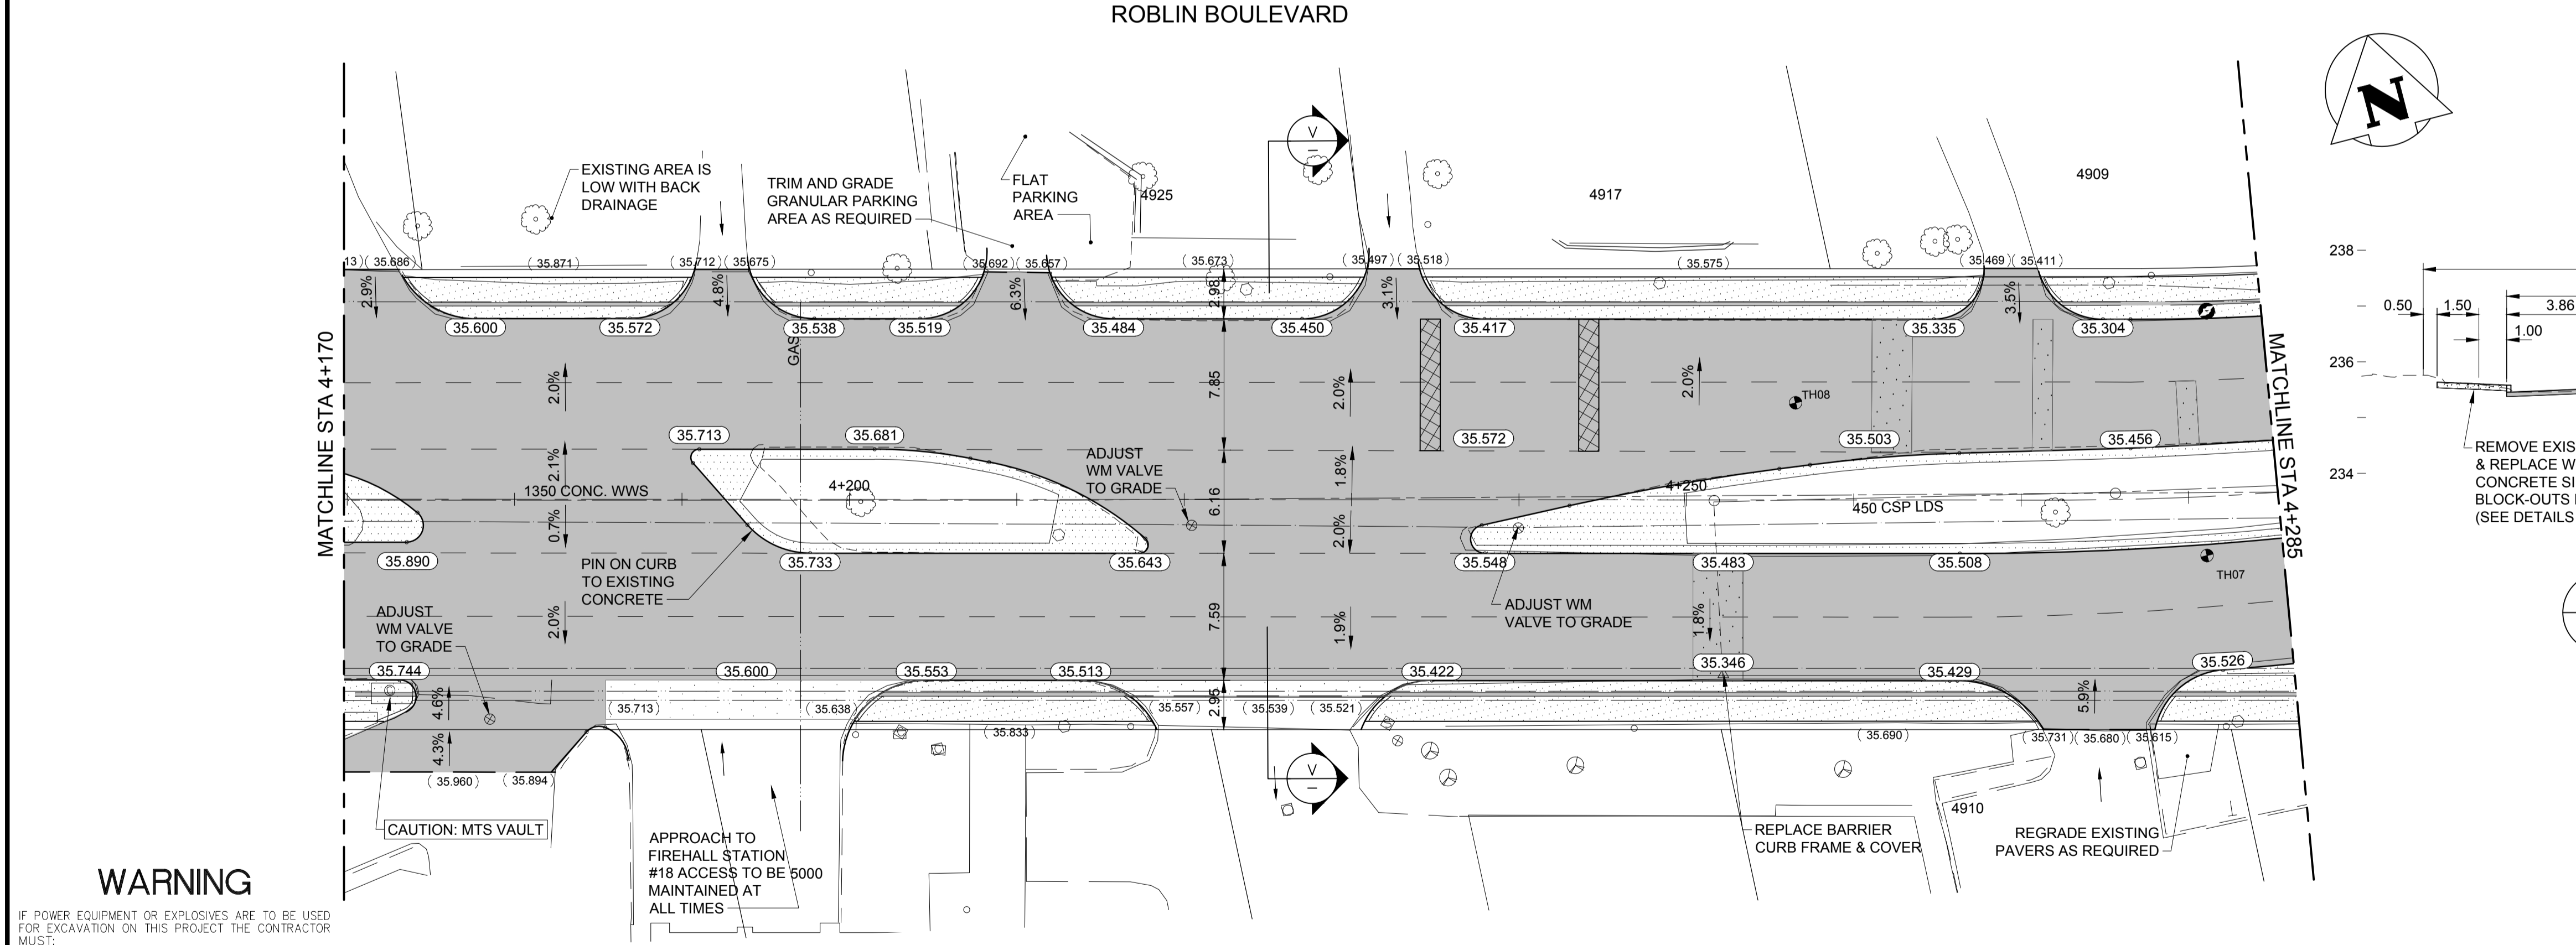 ROBLIN BOULEVARD
N
V
EXISTING AREA IS
LOW WITH BACK
DRAINAGE
TRIM AND GRADE
GRANULAR PARKING
AREA AS REQUIRED
FLAT
PARKING
AREA
4925
4917
4909
13)
(35.686)
(35.871)
(35.712)
(35.675)
(35.692)
(35.657)
(35.673)
(35.497)
(35.518)
(35.575)
(35.469)
(35.411)
2.9%
4.8%
6.3%
2.98
3.1%
3.5%
35.600
35.572
35.538
35.519
35.484
35.450
35.417
35.335
35.304
GAS
MATCHLINE STA 4+170
MATCHLINE STA 4+285
2.0%
7.85
2.0%
2.0%
TH08
35.713
35.681
35.572
35.503
35.456
2.1%
1350 CONC. WWS
4+200
ADJUST
WM VALVE
TO GRADE
6.16
1.8%
4+250
450 CSP LDS
0.7%
2.0%
35.890
35.733
35.643
35.548
35.483
35.508
TH07
PIN ON CURB
TO EXISTING
CONCRETE
ADJUST
WM VALVE
TO GRADE
2.0%
7.59
1.9%
ADJUST WM
VALVE TO GRADE
1.8%
35.744
35.600
35.553
35.513
35.422
35.346
35.429
35.526
4.6%
(35.713)
(35.638)
(35.557)
2.95
(35.539)
(35.521)
5.9%
4.3%
(35.833)
(35.690)
(35.731)
(35.680)
(35.615)
(35.960)
(35.894)
V
CAUTION: MTS VAULT
APPROACH TO
FIREHALL STATION
#18 ACCESS TO BE
MAINTAINED AT
ALL TIMES
5000
REPLACE BARRIER
CURB FRAME & COVER
4910
REGRADE EXISTING
PAVERS AS REQUIRED
238
236
234
0.50
1.50
3.86
1.00
REMOVE EXIS
& REPLACE W
CONCRETE SI
BLOCK-OUTS
(SEE DETAILS
WARNING
IF POWER EQUIPMENT OR EXPLOSIVES ARE TO BE USED
FOR EXCAVATION ON THIS PROJECT THE CONTRACTOR
MUST: